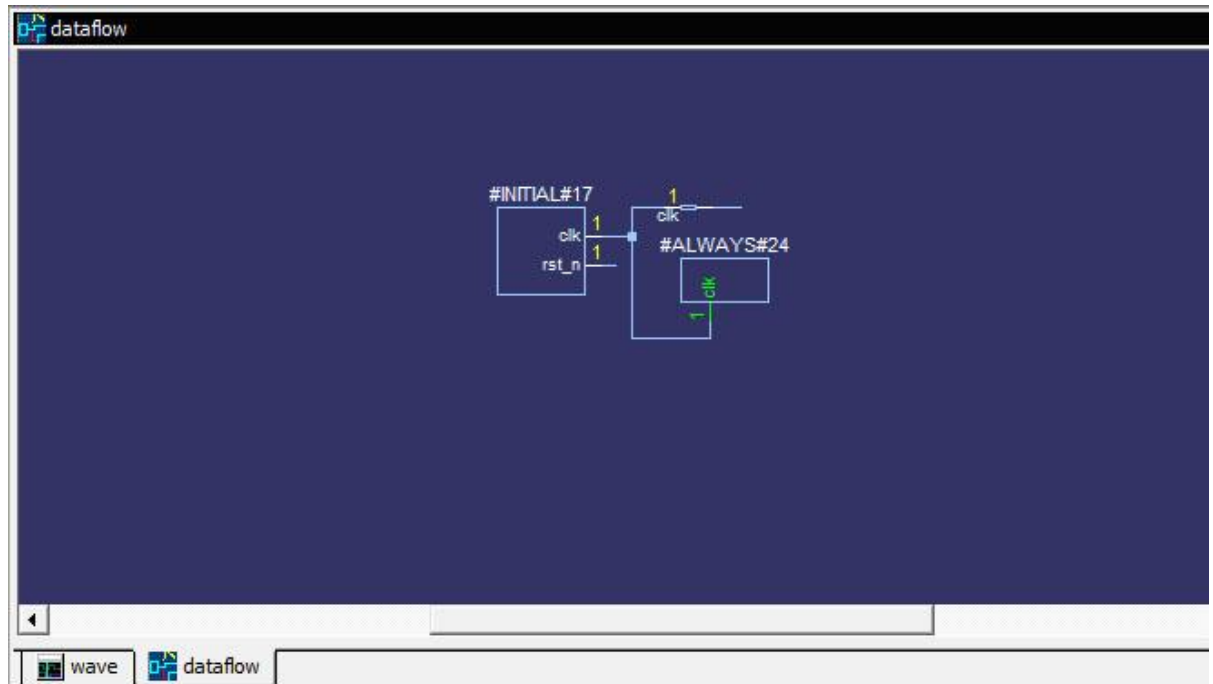 dataflow
#INITIAL#17
1
clk
1
rst_n
1
clk
#ALWAYS#24
clk
1
wave
dataflow